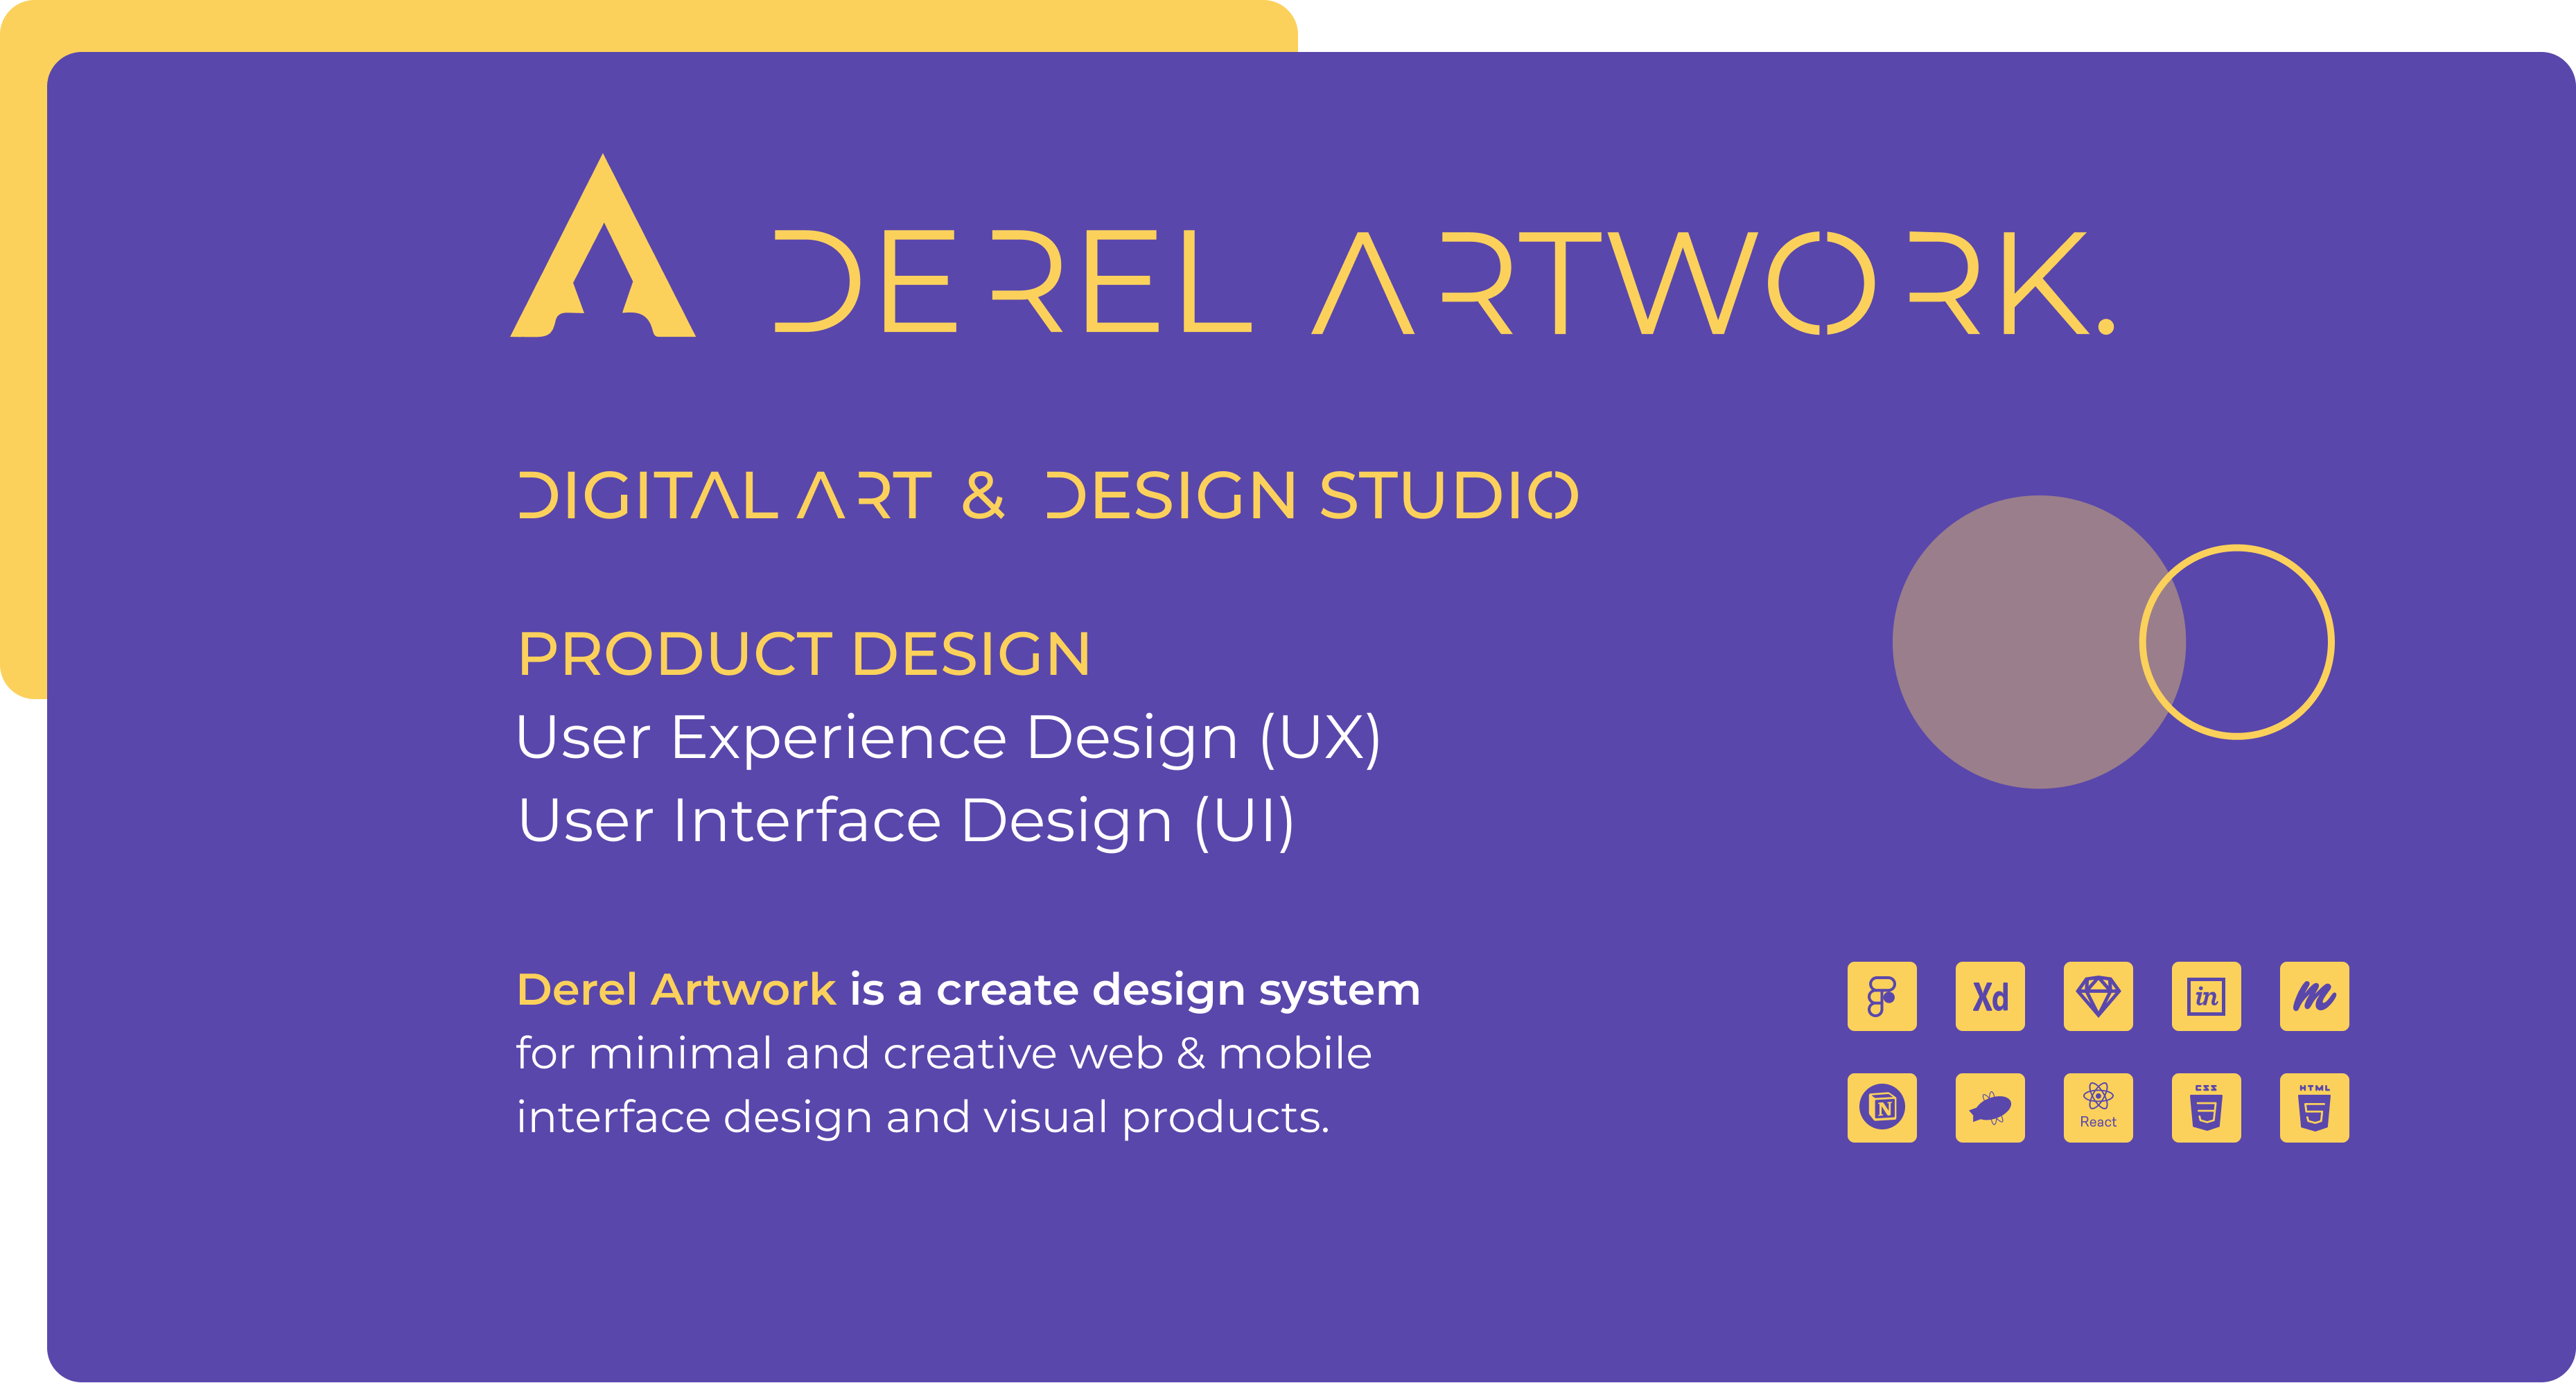 DEREL ARTWORK.
DIGITAL ART & DESIGN STUDIO
PRODUCT DESIGN
User Experience Design (UX)
User Interface Design (UI)
Derel Artwork is a create design system
for minimal and creative web & mobile
interface design and visual products.
Xd in
N React CSS HTML